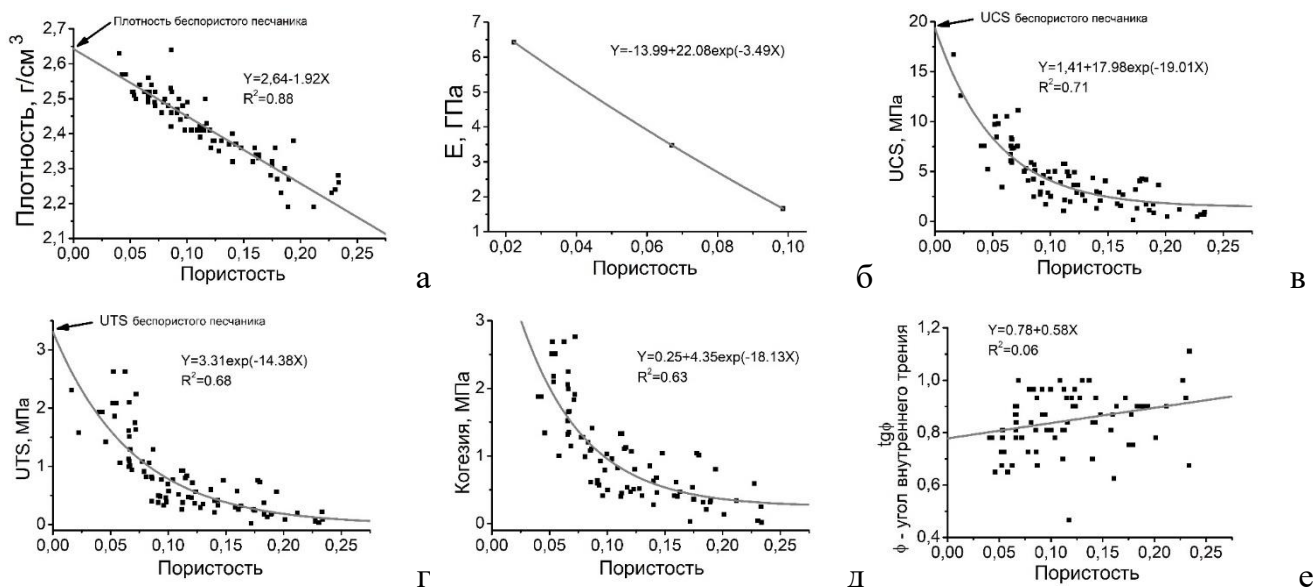 Плотность беспористого песчаника
Плотность, г/см 3
2,7
2,6
2,5
2,4
2,3
2,2
2,1
Y=2,64-1.92X
R2=0.88
0,00 0,05 0,10 0,15 0,20 0,25
Пористость
а
E, ГПа
7
6
5
4
3
2
1
Y=-13.99+22.08exp(-3.49X)
0,02 0,04 0,06 0,08 0,10
Пористость
б
UCS беспористого песчаника
UCS, МПа
20
15
10
5
0
Y=1,41+17.98exp(-19.01X)
R2=0.71
0,00 0,05 0,10 0,15 0,20 0,25
Пористость
в
UTS беспористого песчаника
UTS, МПа
3
2
1
0
Y=3.31exp(-14.38X)
R2=0.68
0,00 0,05 0,10 0,15 0,20 0,25
Пористость
г
Когезия, МПа
3
2
1
0
Y=0.25+4.35exp(-18.13X)
R2=0.63
0,00 0,05 0,10 0,15 0,20 0,25
Пористость
д
tgϕ
ϕ - угол внутреннего трения
1,2
1,0
0,8
0,6
0,4
Y=0.78+0.58X
R2=0.06
0,00 0,05 0,10 0,15 0,20 0,25
Пористость
е